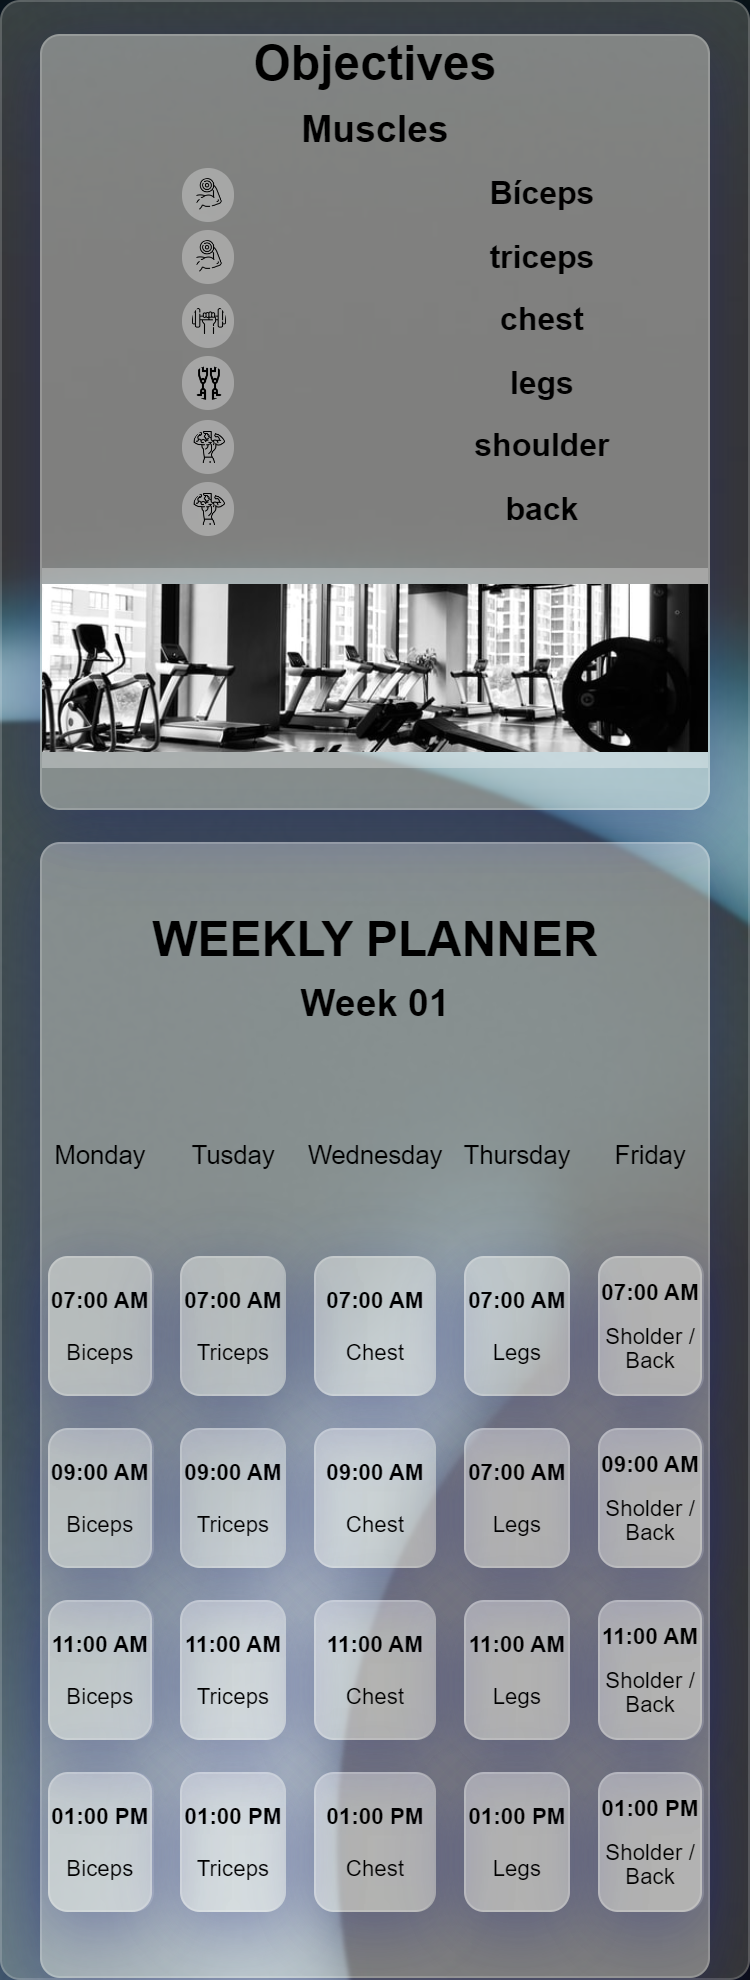 Objectives
Muscles
Bíceps
triceps
chest
legs
shoulder
back
WEEKLY PLANNER
Week 01
Monday Tusday Wednesday Thursday Friday
07:00 AM 07:00 AM 07:00 AM 07:00 AM 07:00 AM
Biceps Triceps Chest Legs Sholder /
Back
09:00 AM 09:00 AM 09:00 AM 07:00 AM 09:00 AM
Biceps Triceps Chest Legs Sholder /
Back
11:00 AM 11:00 AM 11:00 AM 11:00 AM 11:00 AM
Biceps Triceps Chest Legs Sholder /
Back
01:00 PM 01:00 PM 01:00 PM 01:00 PM 01:00 PM
Biceps Triceps Chest Legs Sholder /
Back